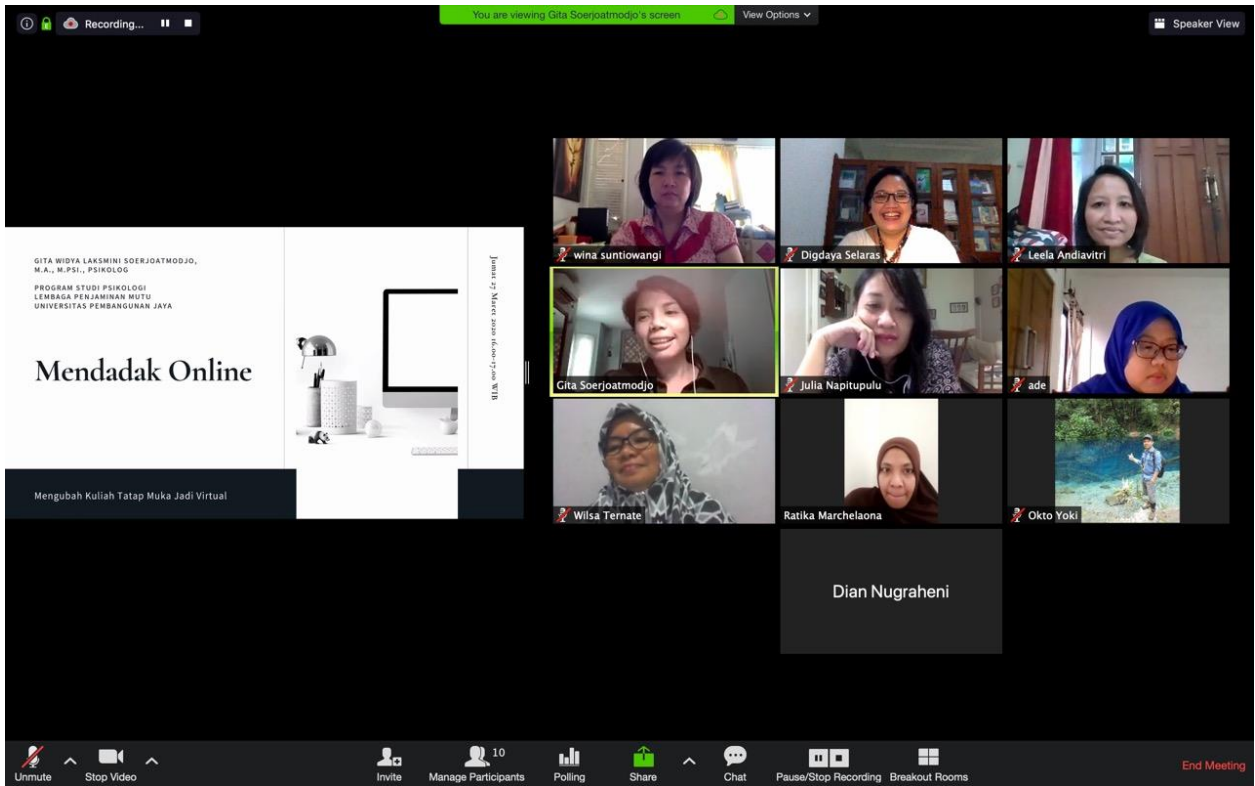 Recording...
You are viewing Gita Soerjoatmodjo's screen
View Options
Speaker View
GITA WIDYA LAKSMINI SOERJOATMODJO,
M.A., M.PSI., PSIKOLOG
PROGRAM STUDI PSIKOLOGI
LEMBAGA PENJAMINAN MUTU
UNIVERSITAS PEMBANGUNAN JAYA
Mendadak Online
Jumat 27 Maret 2020 16.00-17.00 WIB
Mengubah Kuliah Tatap Muka Jadi Virtual
wina suntiowangi
Digdaya Selaras
Leela Andiavitri
Gita Soerjoatmodjo
Julia Napitupulu
ade
Wilsa Ternate
Ratika Marchelaona
Okto Yoki
Dian Nugraheni
Unmute
Stop Video
Invite
10
Manage Participants
Polling
Share
Chat
Pause/Stop Recording
Breakout Rooms
End Meeting